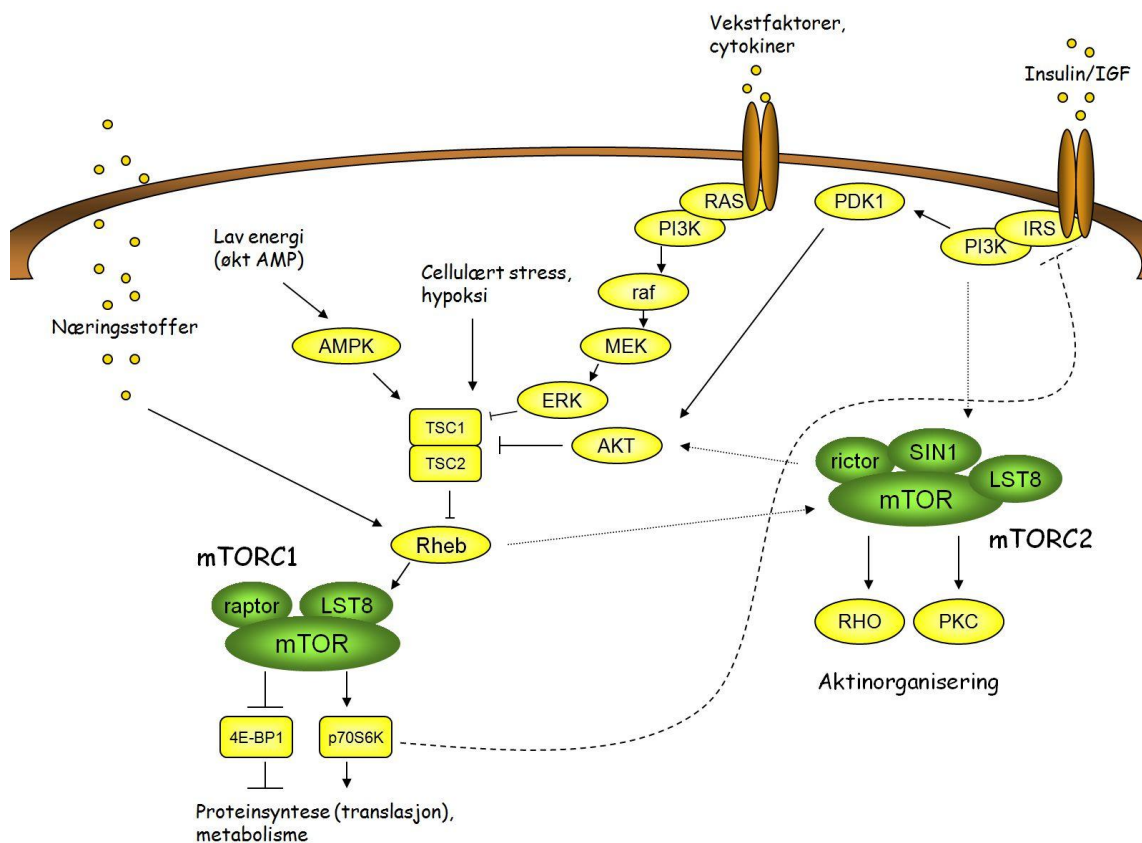 Vekstfaktorer,
cytokiner
Insulin/IGF
RAS
PI3K
PDK1
IRS
PI3K
Lav energi
(økt AMP)
Cellulært stress,
hypoksi
raf
Næringsstoffer
AMPK
MEK
ERK
TSC1
TSC2
AKT
rictor
SIN1
LST8
mTOR
mTORC2
Rheb
mTORC1
raptor
LST8
mTOR
RHO
PKC
Aktinorganisering
4E-BP1
p70S6K
Proteinsyntese (translasjon),
metabolisme